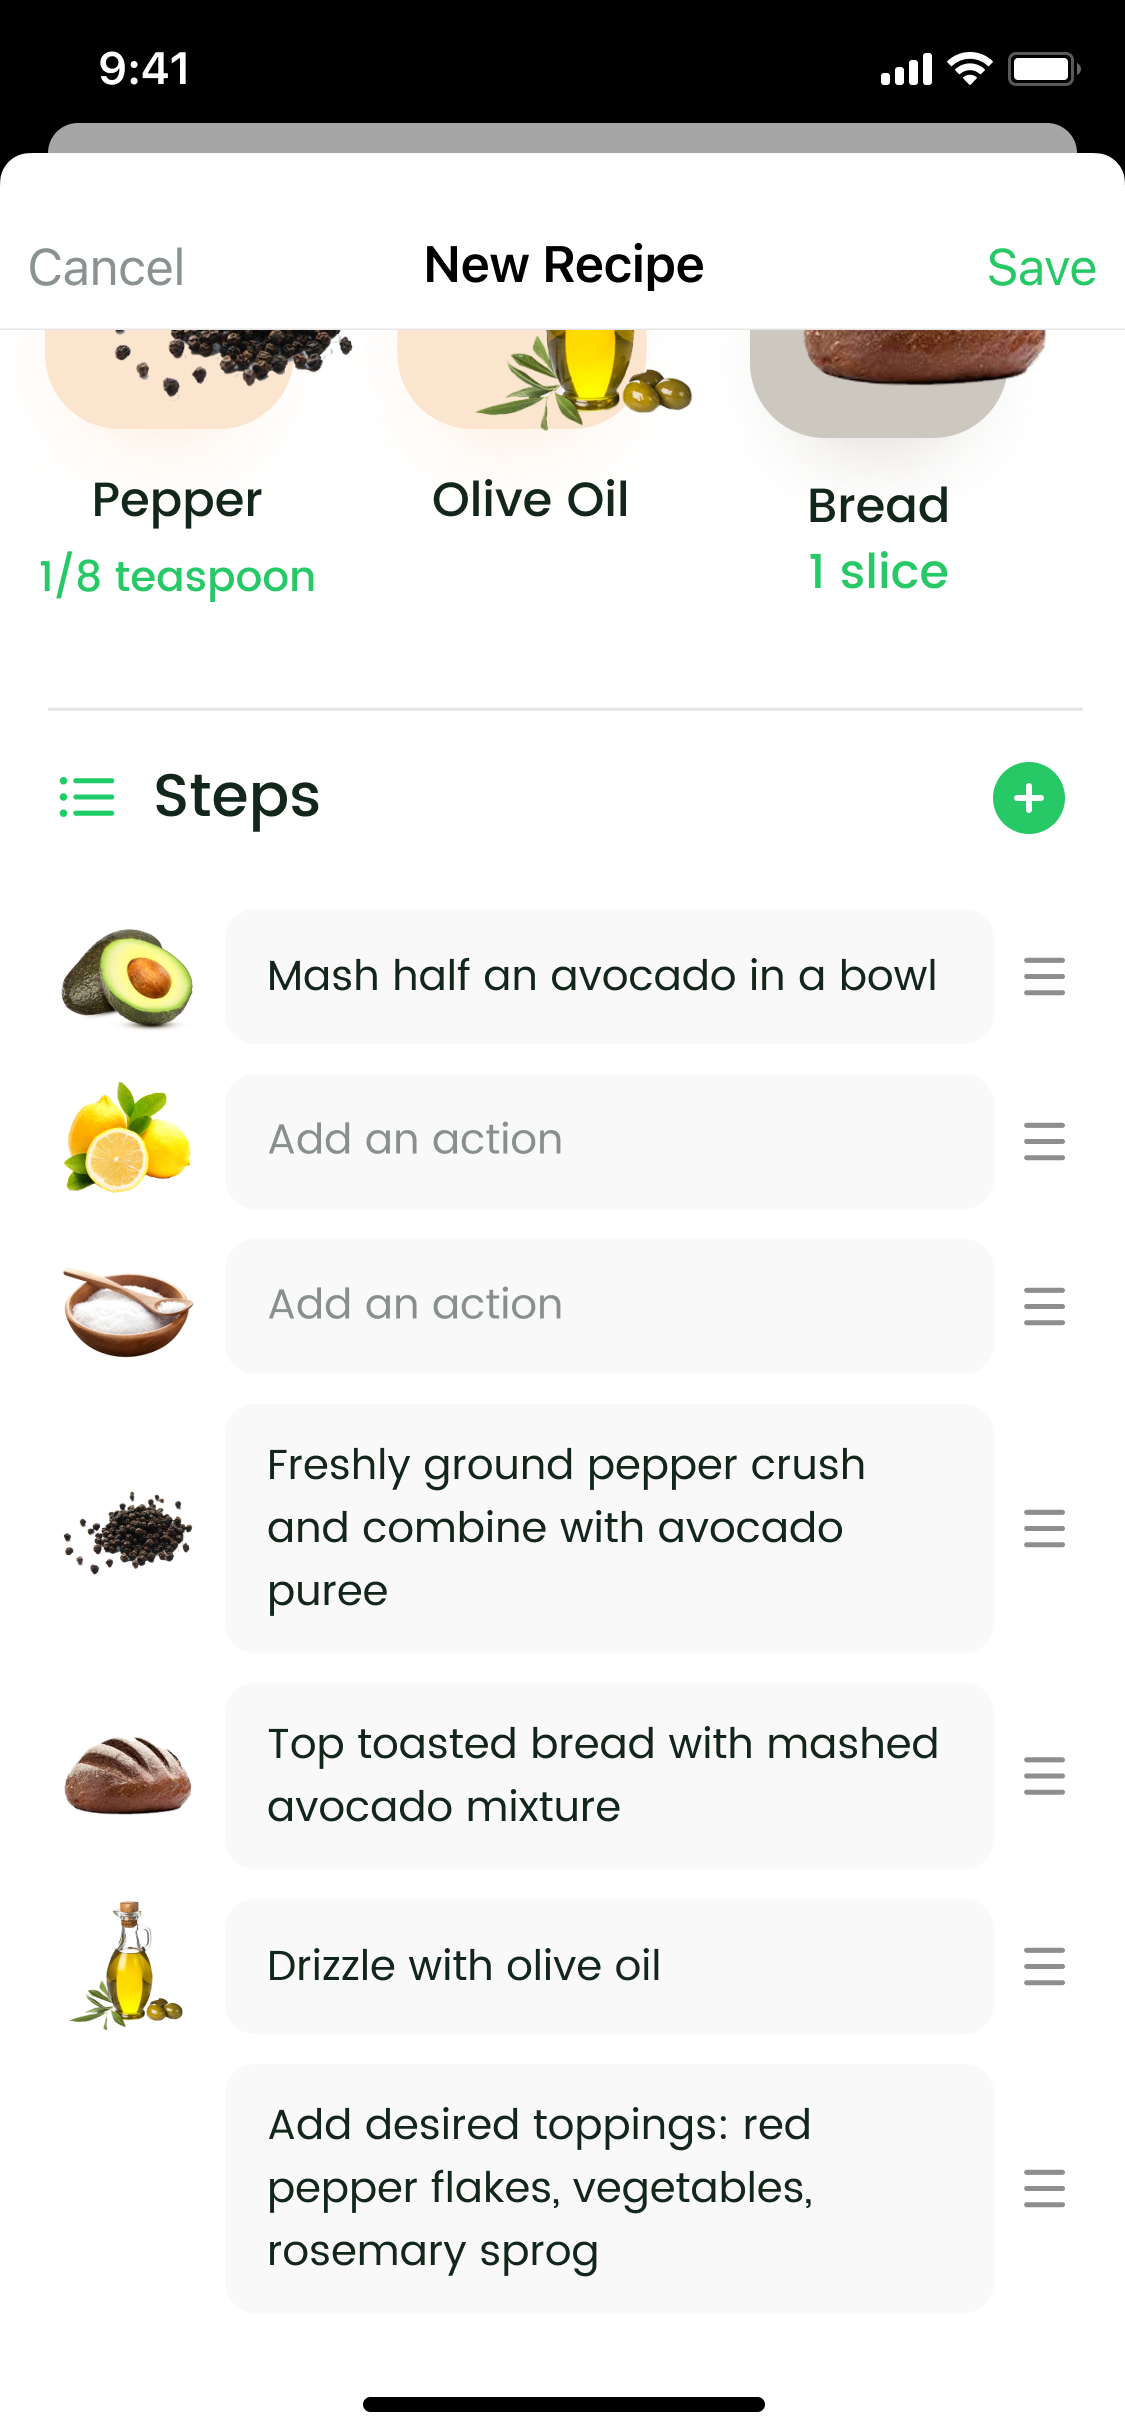 9:41
Cancel
New Recipe
Save
Pepper
Olive Oil
Bread
1/8 teaspoon
1 slice
Steps
Mash half an avocado in a bowl
Add an action
Add an action
Freshly ground pepper crush
and combine with avocado
puree
Top toasted bread with mashed
avocado mixture
Drizzle with olive oil
Add desired toppings: red
pepper flakes, vegetables,
rosemary sprog